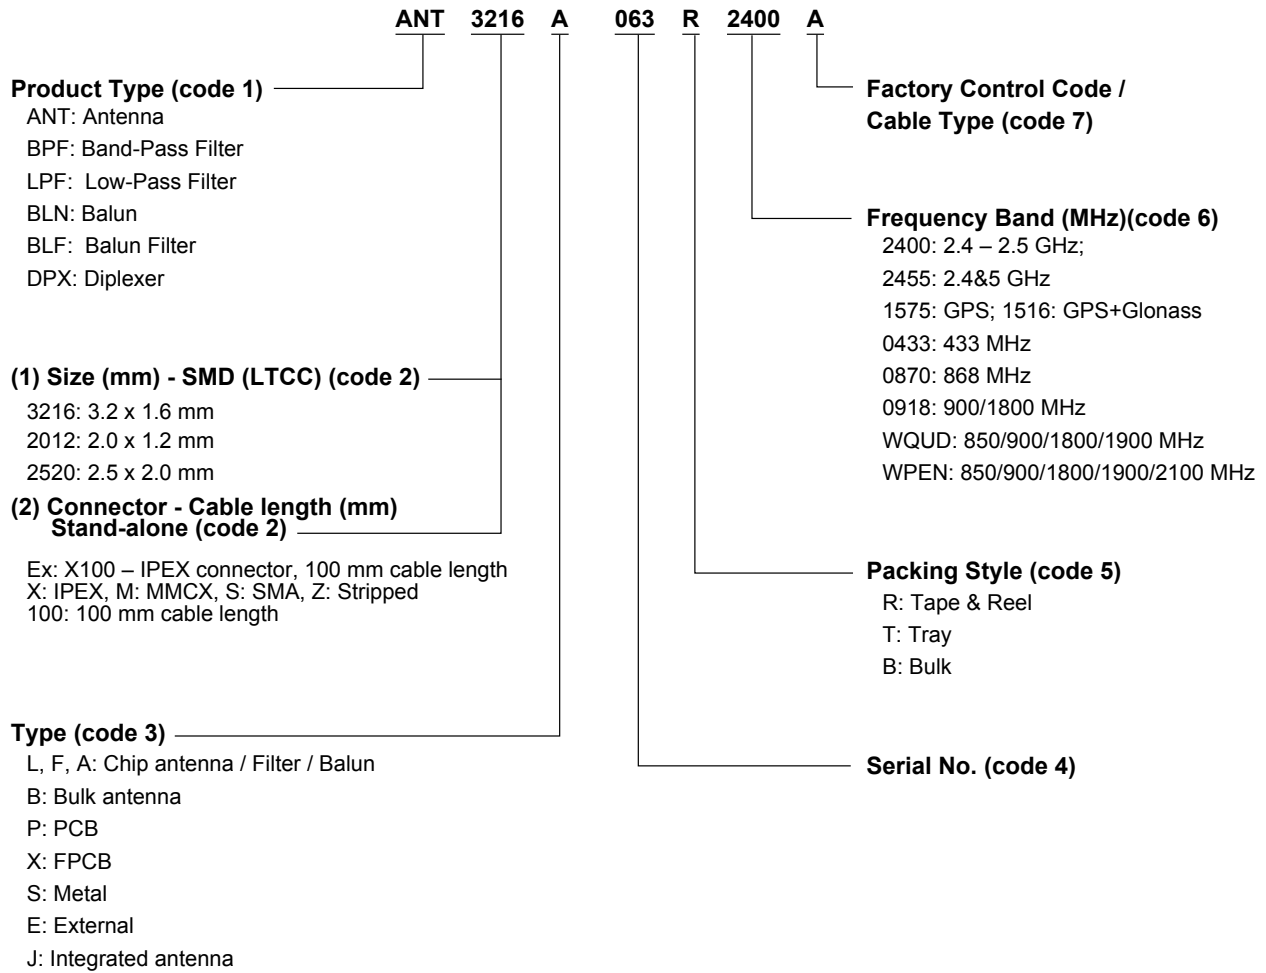 ANT 3216 A 063 R 2400 A
Product Type (code 1)
ANT: Antenna
BPF: Band-Pass Filter
LPF: Low-Pass Filter
BLN: Balun
BLF: Balun Filter
DPX: Diplexer
(1) Size (mm) - SMD (LTCC) (code 2)
3216: 3.2 x 1.6 mm
2012: 2.0 x 1.2 mm
2520: 2.5 x 2.0 mm
(2) Connector - Cable length (mm)
Stand-alone (code 2)
Ex: X100 – IPEX connector, 100 mm cable length
X: IPEX, M: MMCX, S: SMA, Z: Stripped
100: 100 mm cable length
Type (code 3)
L, F, A: Chip antenna / Filter / Balun
B: Bulk antenna
P: PCB
X: FPCB
S: Metal
E: External
J: Integrated antenna
Factory Control Code /
Cable Type (code 7)
Frequency Band (MHz)(code 6)
2400: 2.4 – 2.5 GHz;
2455: 2.4&5 GHz
1575: GPS; 1516: GPS+Glonass
0433: 433 MHz
0870: 868 MHz
0918: 900/1800 MHz
WQUD: 850/900/1800/1900 MHz
WPEN: 850/900/1800/1900/2100 MHz
Packing Style (code 5)
R: Tape & Reel
T: Tray
B: Bulk
Serial No. (code 4)